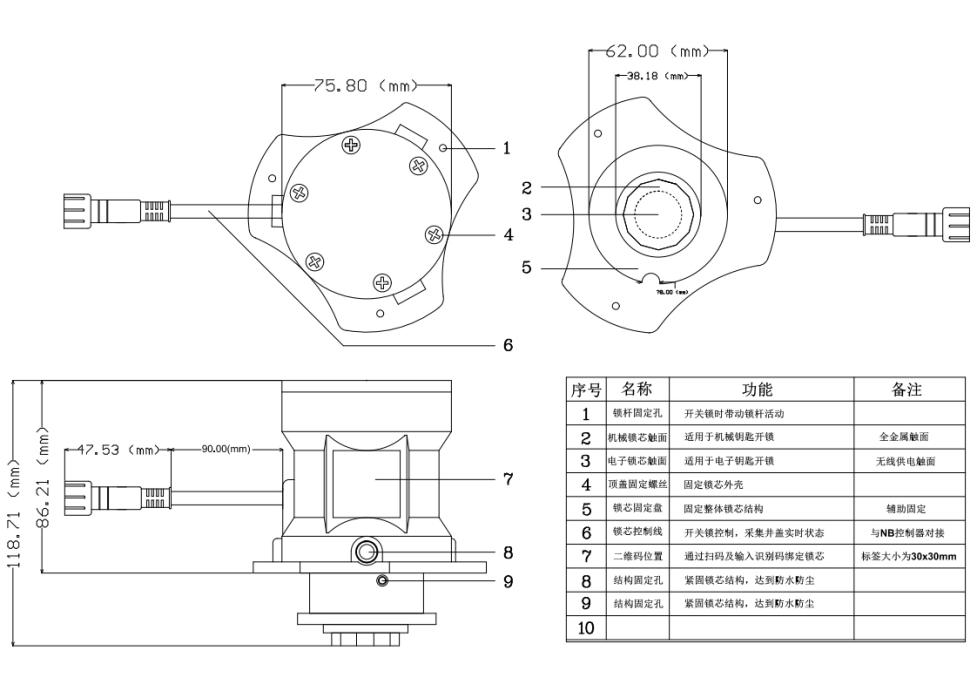 62.00 (mm)
38.18 (mm)
75.80 (mm)
1
2
3
4
5
78.00 (mm)
6
47.53 (mm)
90.00(mm)
118.71 (mm)
86.21 (mm)
7
8
9
序号 名称 功能 备注
1 锁杆固定孔 开关锁时带动锁杆活动
2 机械锁芯触面 适用于机械钥匙开锁 全金属触面
3 电子锁芯触面 适用于电子钥匙开锁 无线供电触面
4 顶盖固定螺丝 固定锁芯外壳
5 锁芯固定盘 固定整体锁芯结构 辅助固定
6 锁芯控制线 开关锁控制，采集井盖实时状态 与NB控制器对接
7 二维码位置 通过扫码及输入识别码绑定锁芯 标签大小为30x30mm
8 结构固定孔 紧固锁芯结构，达到防水防尘
9 结构固定孔 紧固锁芯结构，达到防水防尘
10